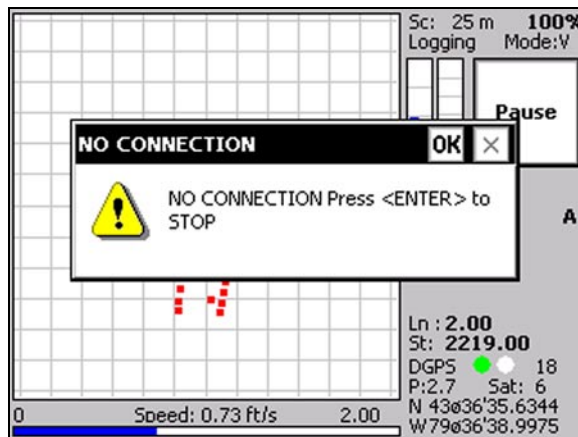 Sc: 25 m 100%
Logging Mode:V
Pause
NO CONNECTION OK ×
NO CONNECTION Press <ENTER> to
STOP
A
Ln : 2.00
St: 2219.00
DGPS 18
P:2.7 Sat: 6
N 43ø36'35.6344
W79ø36'38.9975
0 Speed: 0.73 ft/s 2.00